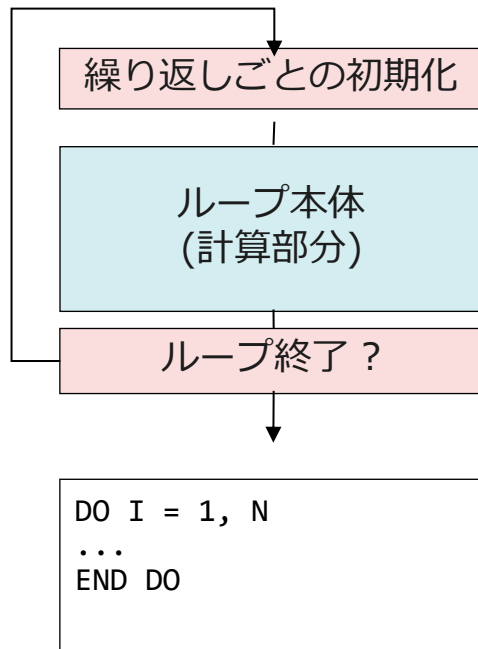 繰り返しごとの初期化
ループ本体
(計算部分)
ループ終了？
DO I = 1, N
...
END DO